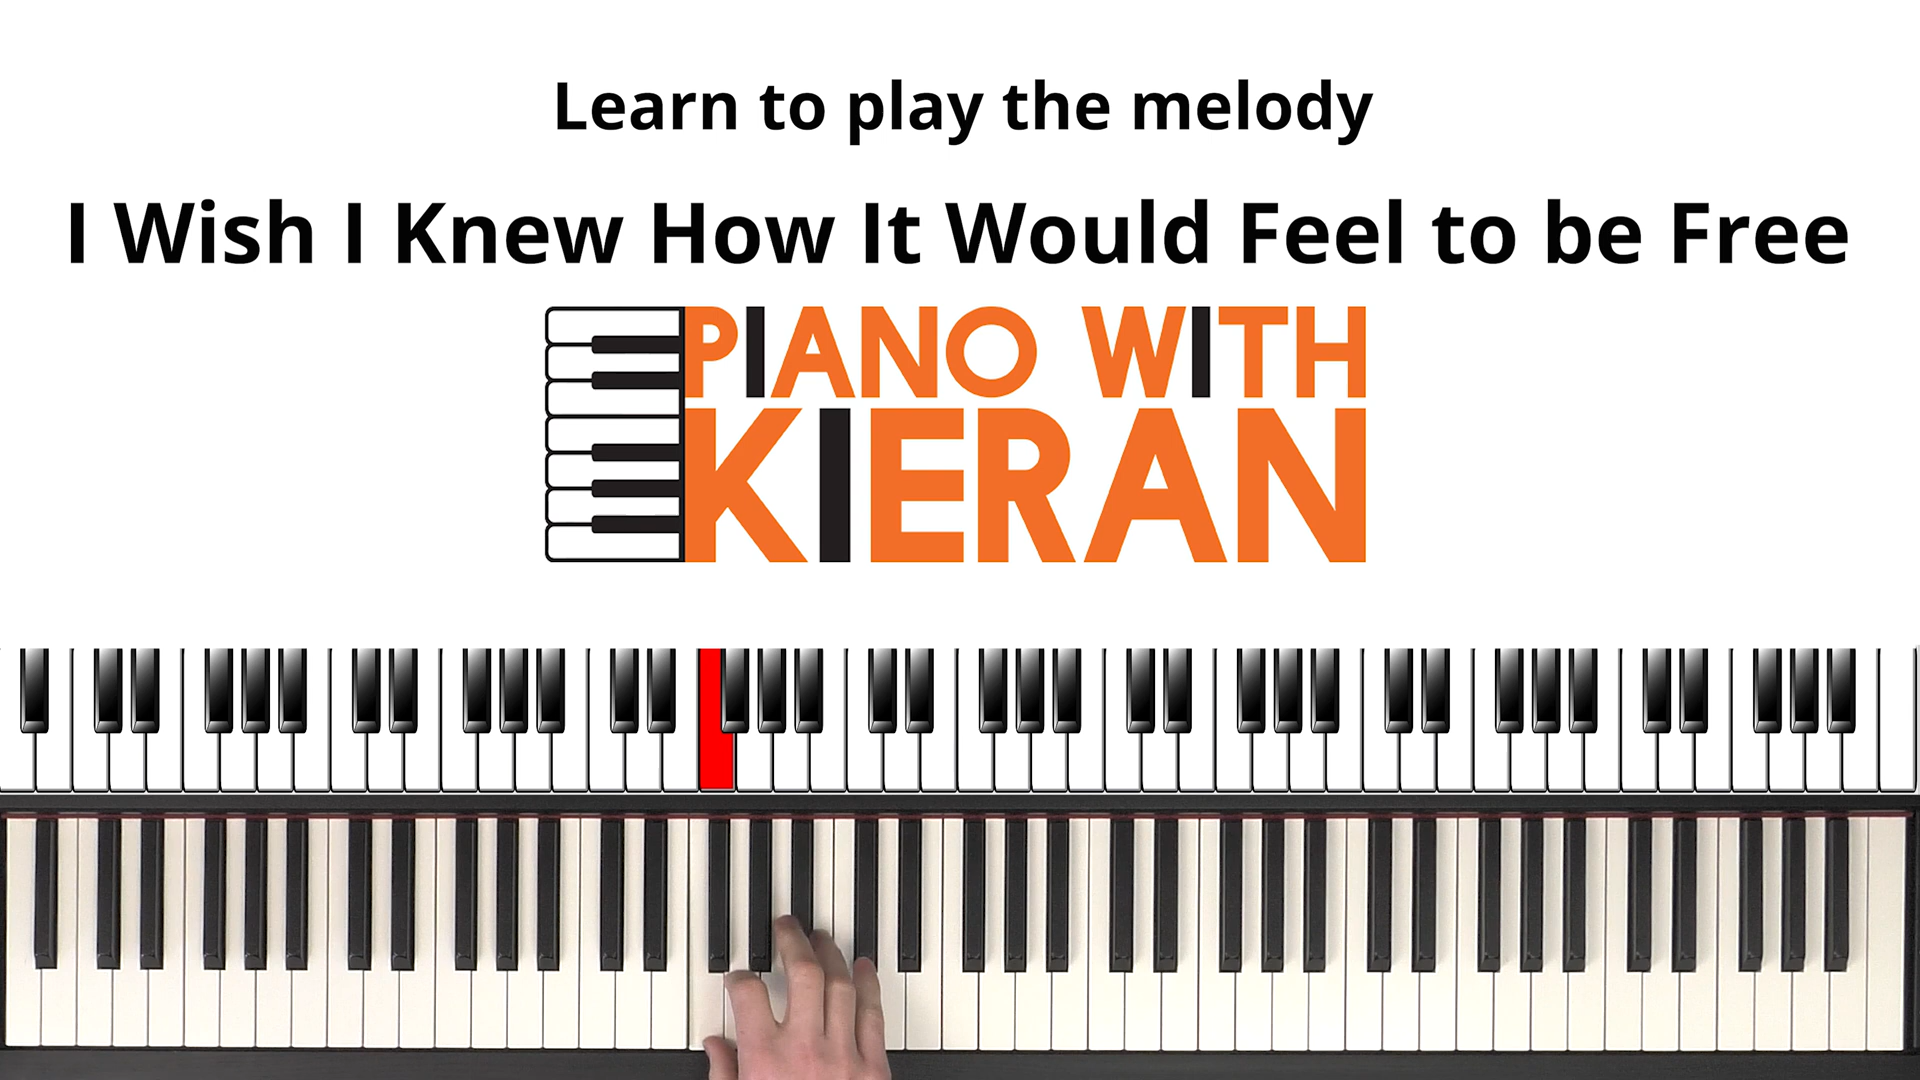 Learn to play the melody
I Wish I Knew How It Would Feel to be Free
PIANO WITH
KIERAN